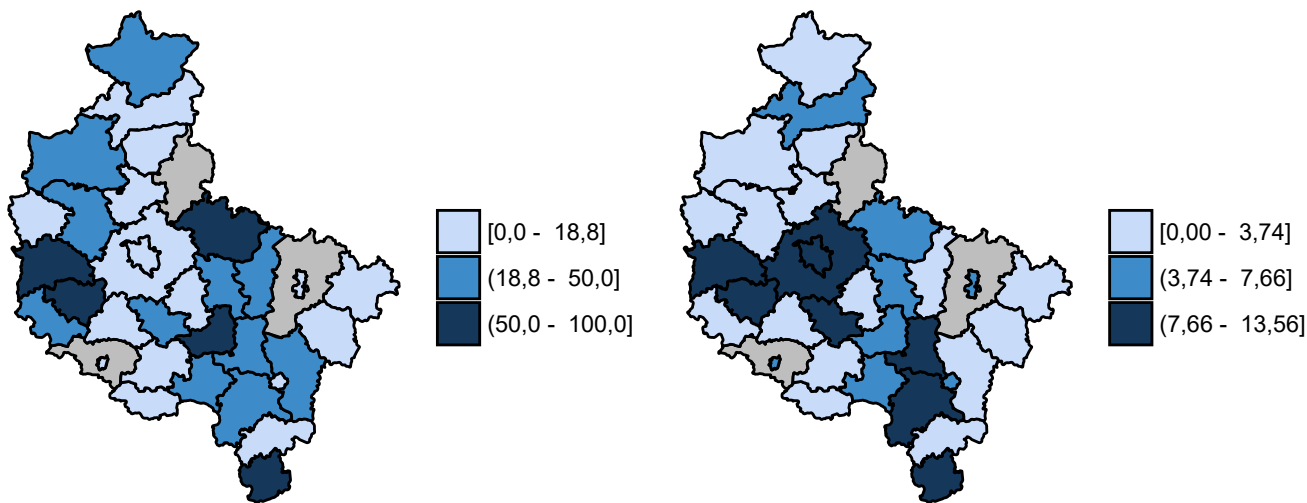 [0,0 - 18,8]
(18,8 - 50,0]
(50,0 - 100,0]
[0,00 - 3,74]
(3,74 - 7,66]
(7,66 - 13,56]